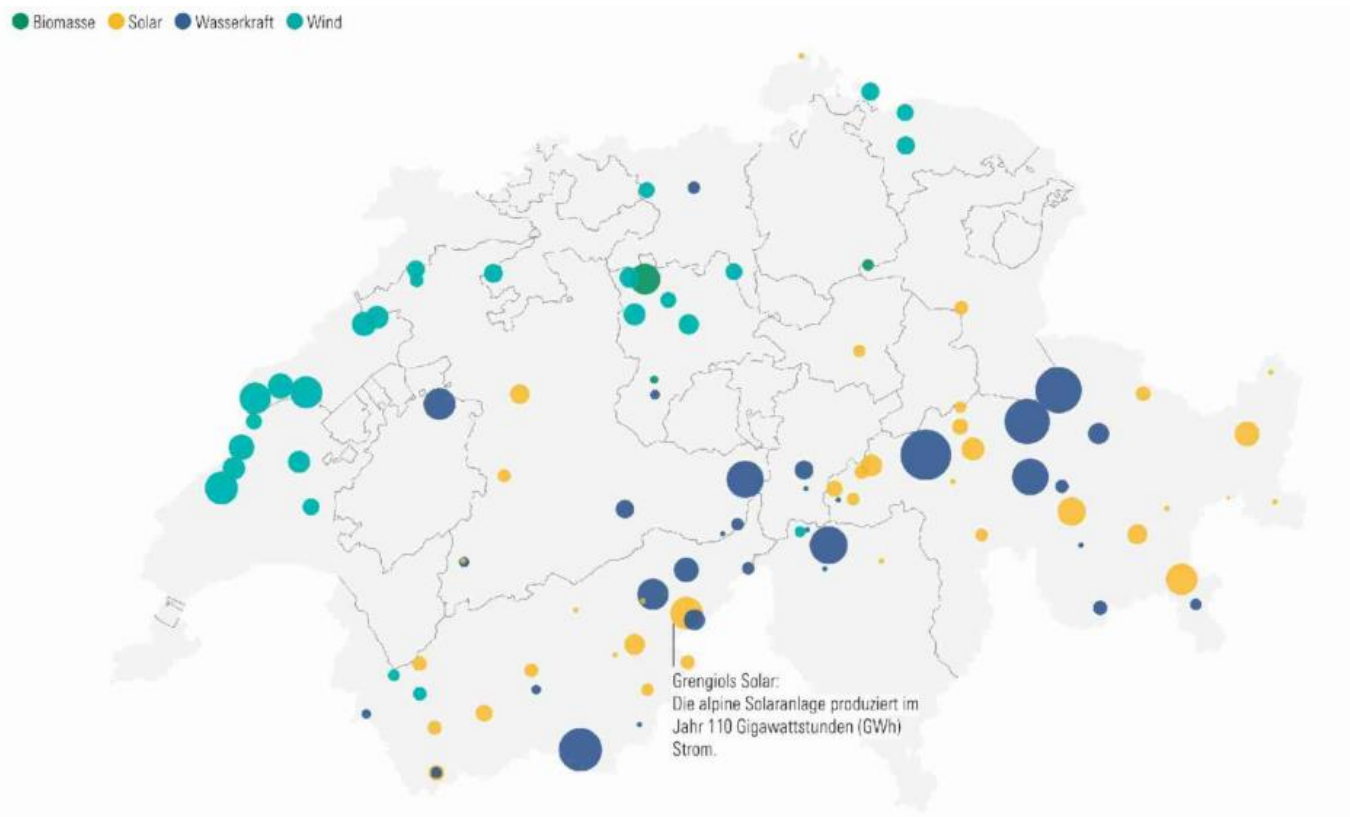 Biomasse Solar Wasserkraft Wind
Grengiols Solar:
Die alpine Solaranlage produziert im
Jahr 110 Gigawattstunden (GWh)
Strom.